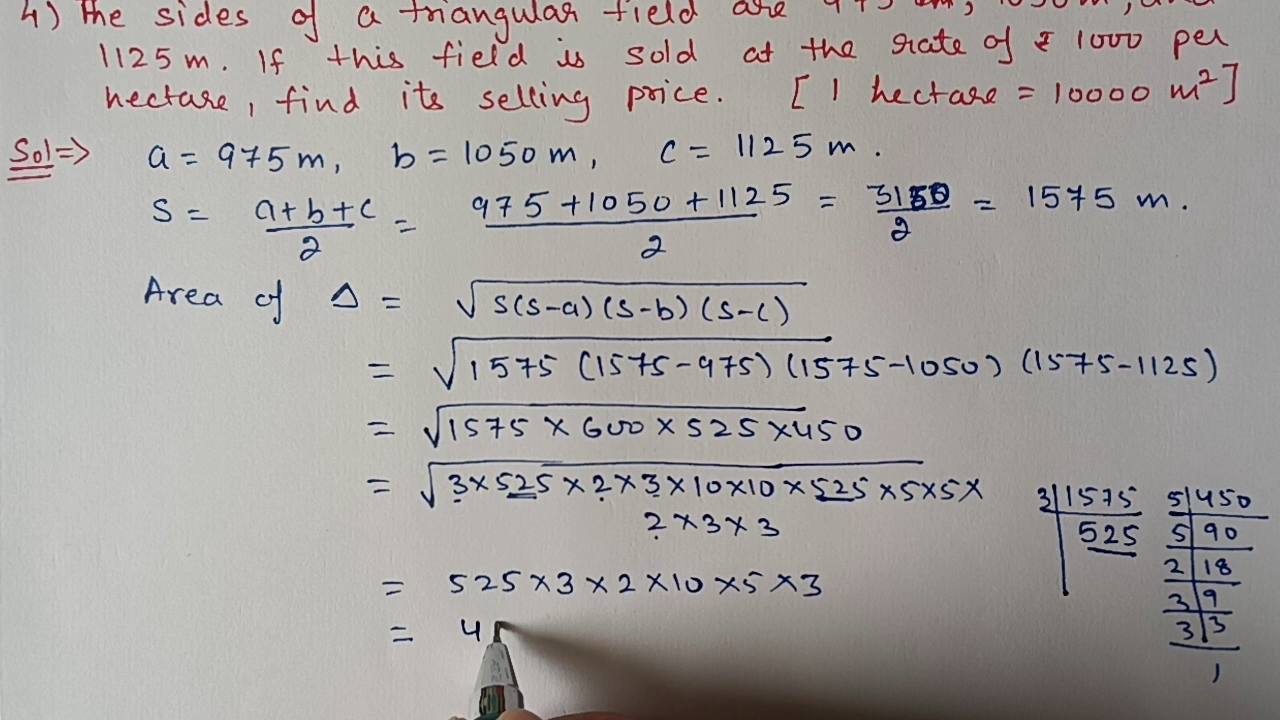 4) The sides of a triangular field are 975 m, 1050 m, and
1125 m. If this field is sold at the rate of ₹ 1000 per
hectare, find its selling price. [1 hectare = 10000 m²]
Sol=> a = 975 m, b = 1050 m, c = 1125 m.
S = a+b+c/2 = 975+1050+1125/2 = 3150/2 = 1575 m.
Area of Δ = √s(s-a)(s-b)(s-c)
= √1575 (1575-975) (1575-1050) (1575-1125)
= √1575 × 600 × 525 × 450
= √3×525 × 2×3×10×10 × 525 ×5×5×
2×3×3
= 525×3×2×10×5×3
= 4
3|1575
525
5|450
5|90
2|18
3|9
3|3
1